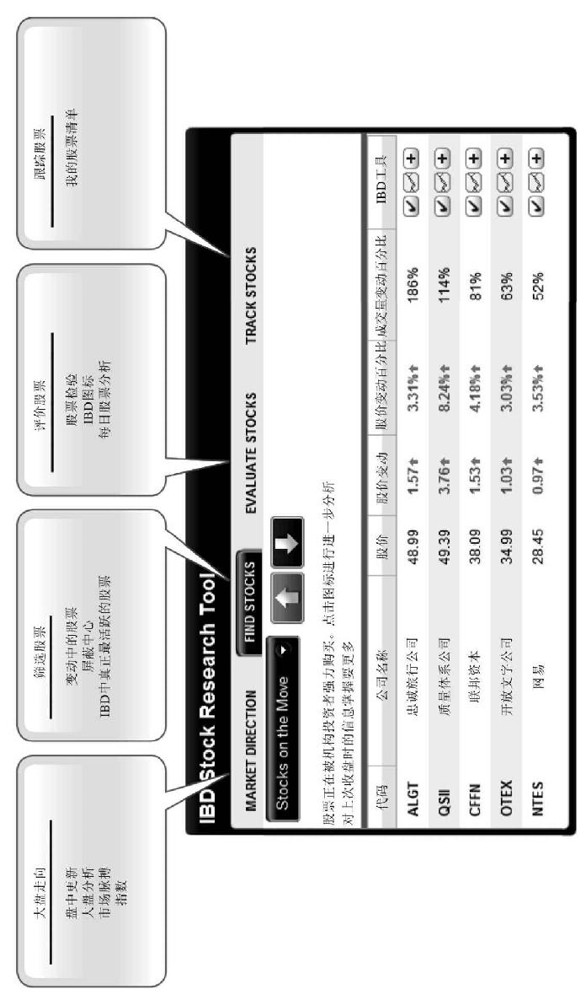 大盘走向
盘中更新
人盘分析
市场脉搏
指数
筛选股票
变动中的股票
屏蔽中心
IBD中真正最活跃的股票
评价股票
股票检验
IBD图标
每日股票分析
跟踪股票
我的股票清单
IBD Stock Research Tool
MARKET DIRECTION FIND STOCKS EVALUATE STOCKS TRACK STOCKS
Stocks on the Move
股票正在被机构投资者强力购买。点击图标进行进一步分析
对上次收盘时的信息掌握要更多
代码 公司名称 股价 股价变动 股价变动百分比 成交量变动百分比 IBD工具
ALGT 忠诚旅行公司 48.99 1.57↑ 3.31%↑ 186%
QSII 质量体系公司 49.39 3.76↑ 8.24%↑ 114%
CFFN 联邦资本 38.09 1.53↑ 4.18%↑ 81%
OTEX 开放文字公司 34.99 1.03↑ 3.03%↑ 63%
NTES 网易 28.45 0.97↑ 3.53%↑ 52%